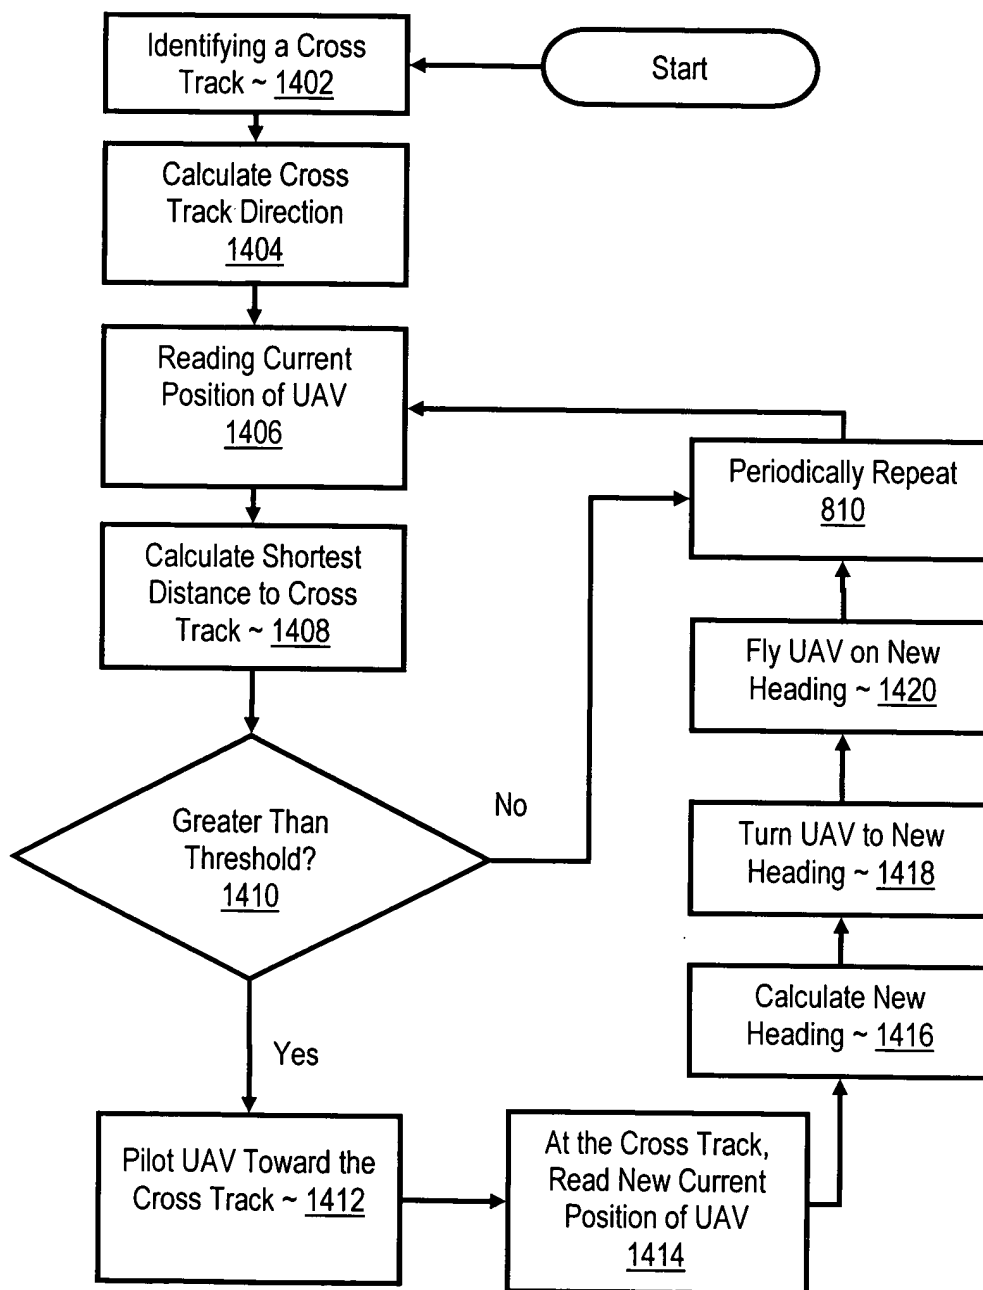 Start
Identifying a Cross
Track ~ 1402
Calculate Cross
Track Direction
1404
Reading Current
Position of UAV
1406
Calculate Shortest
Distance to Cross
Track ~ 1408
Greater Than
Threshold?
1410
No
Yes
Pilot UAV Toward the
Cross Track ~ 1412
At the Cross Track,
Read New Current
Position of UAV
1414
Calculate New
Heading ~ 1416
Turn UAV to New
Heading ~ 1418
Fly UAV on New
Heading ~ 1420
Periodically Repeat
810